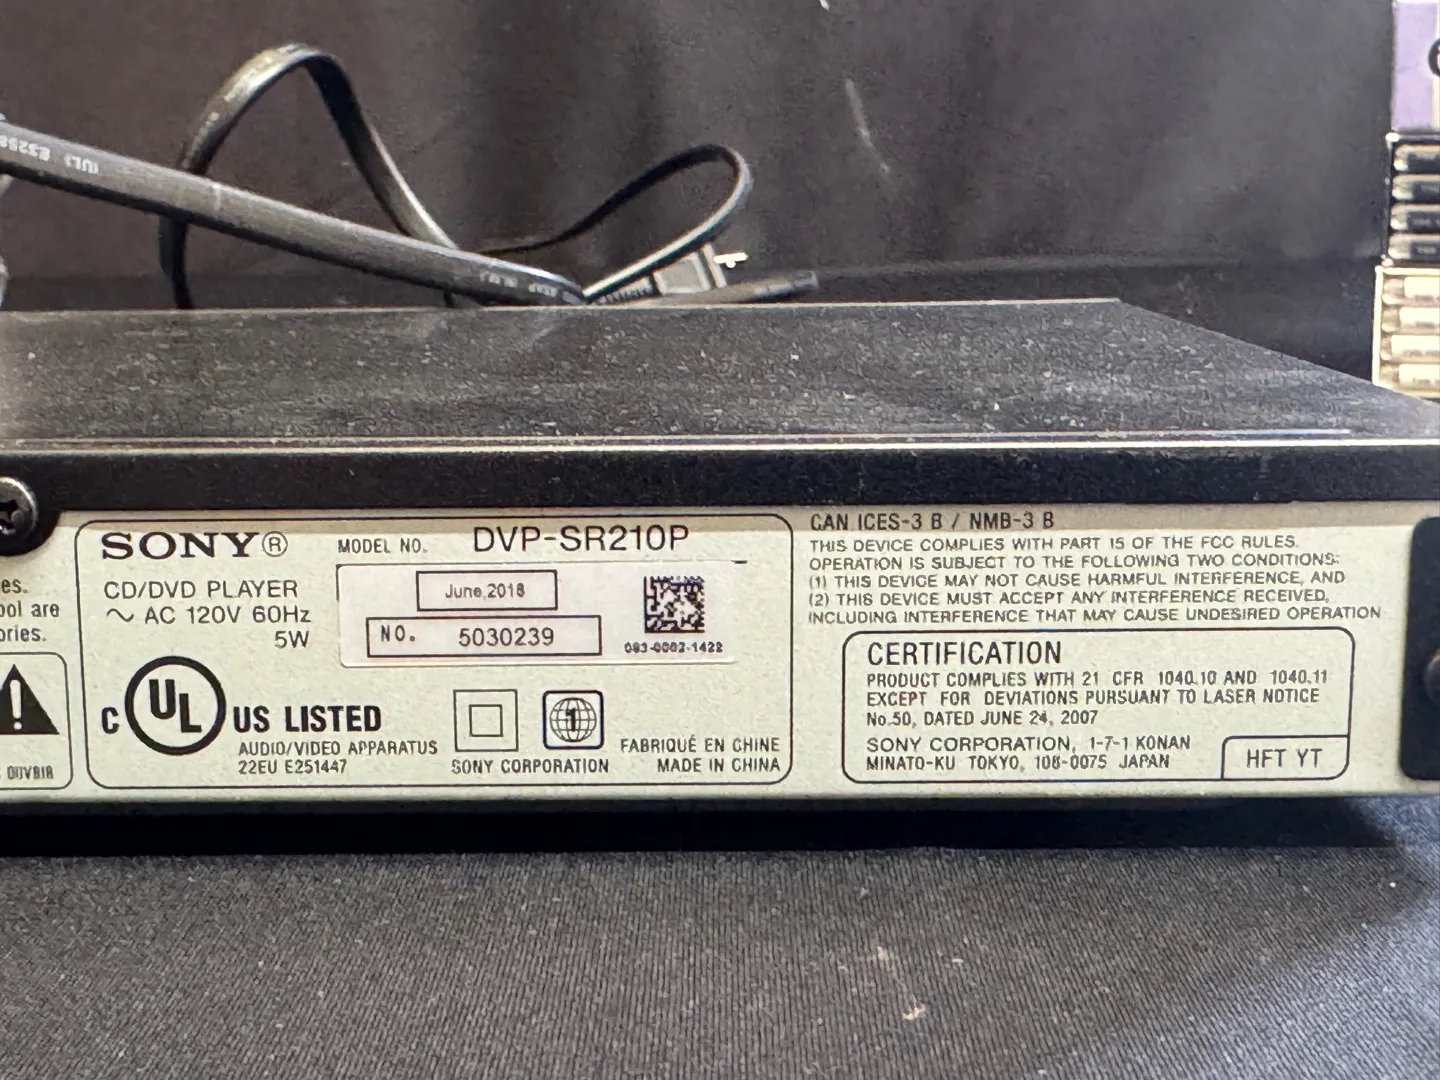 (UL) E3258
es.
ool are
ories.
OUVRIR
SONY®
MODEL NO. DVP-SR210P
CD/DVD PLAYER
~ AC 120V 60Hz
5W
June,2018
NO. 5030239
093-0002-1422
C UL US LISTED
AUDIO/VIDEO APPARATUS
22EU E251447
1
SONY CORPORATION
FABRIQUÉ EN CHINE
MADE IN CHINA
CAN ICES-3 B / NMB-3 B
THIS DEVICE COMPLIES WITH PART 15 OF THE FCC RULES.
OPERATION IS SUBJECT TO THE FOLLOWING TWO CONDITIONS:
(1) THIS DEVICE MAY NOT CAUSE HARMFUL INTERFERENCE, AND
(2) THIS DEVICE MUST ACCEPT ANY INTERFERENCE RECEIVED,
INCLUDING INTERFERENCE THAT MAY CAUSE UNDESIRED OPERATION
CERTIFICATION
PRODUCT COMPLIES WITH 21 CFR 1040.10 AND 1040.11
EXCEPT FOR DEVIATIONS PURSUANT TO LASER NOTICE
No.50, DATED JUNE 24, 2007
SONY CORPORATION, 1-7-1 KONAN
MINATO-KU TOKYO, 108-0075 JAPAN
HFT YT